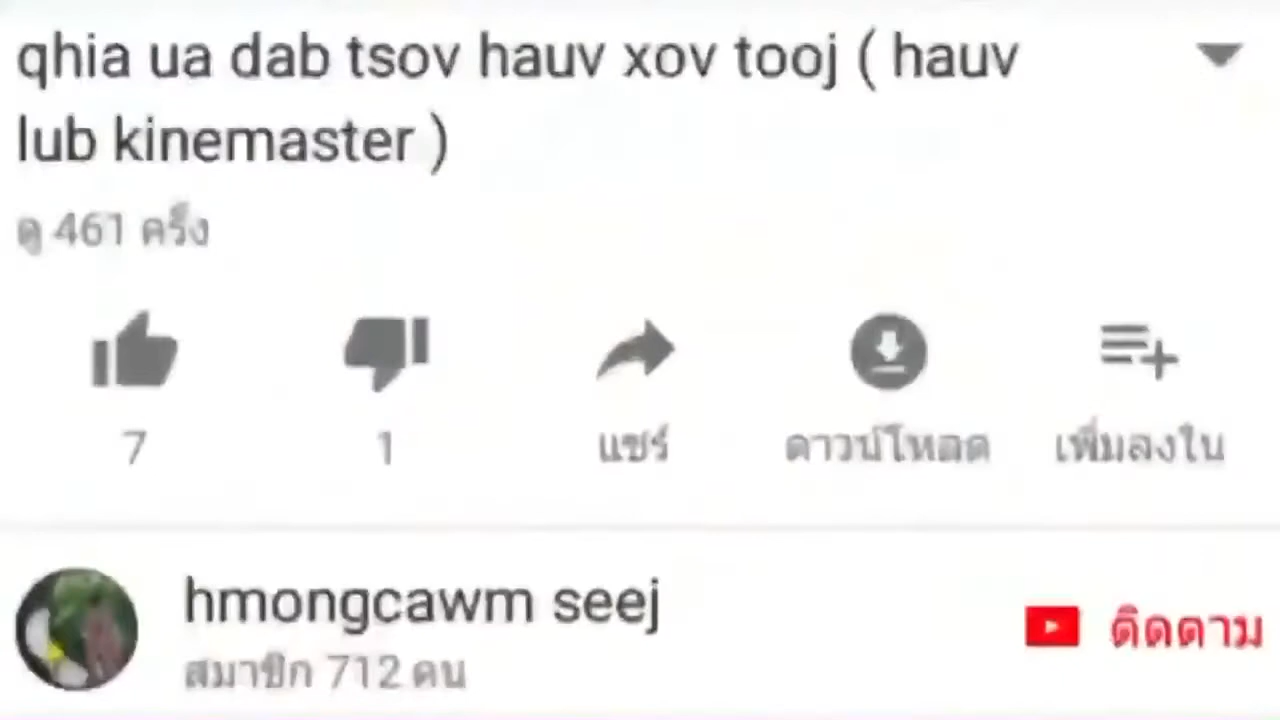 qhia ua dab tsov hauv xov tooj ( hauv
lub kinemaster )
ดู 461 ครั้ง
7
1
แชร์
ดาวน์โหลด
เพิ่มลงใน
hmongcawm seej
สมาชิก 712 คน
ติดตาม